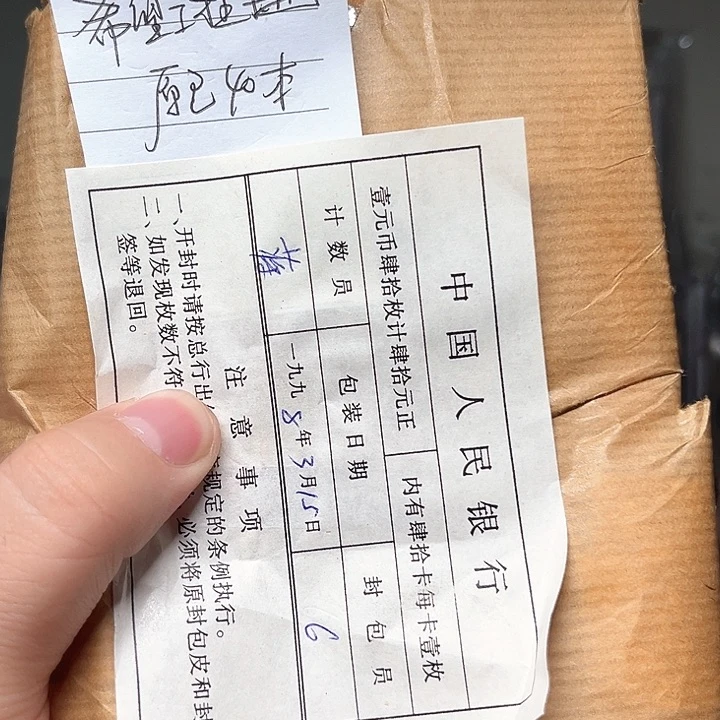 希望
中国人民银行
壹元币肆拾枚计肆拾元正 内有肆拾卡每卡壹枚
计数员 包装日期 封包员
一九九8年3月15日 6
注意事项
一、开封时请按总行出 规定的条例执行。
二、如发现枚数不符 必须将原封包皮和封
签等退回。